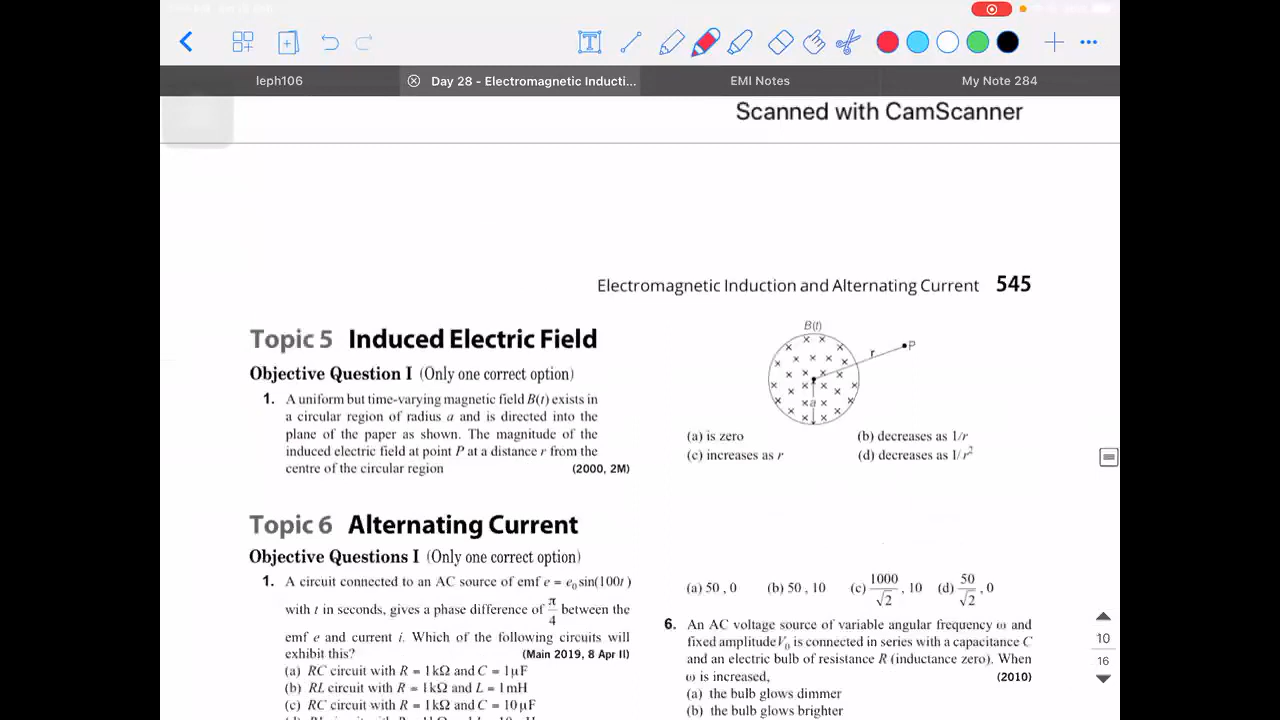 leph106
Day 28 - Electromagnetic Inducti...
EMI Notes
My Note 284
Scanned with CamScanner
Electromagnetic Induction and Alternating Current 545
Topic 5 Induced Electric Field
Objective Question I (Only one correct option)
1. A uniform but time-varying magnetic field B(t) exists in
a circular region of radius a and is directed into the
plane of the paper as shown. The magnitude of the
induced electric field at point P at a distance r from the
centre of the circular region (2000, 2M)
B(t)
r
P
a
(a) is zero (b) decreases as 1/r
(c) increases as r (d) decreases as 1/r²
Topic 6 Alternating Current
Objective Questions I (Only one correct option)
1. A circuit connected to an AC source of emf e = e₀ sin(100t)
with t in seconds, gives a phase difference of π/4 between the
emf e and current i. Which of the following circuits will
exhibit this? (Main 2019, 8 Apr II)
(a) RC circuit with R = 1 kΩ and C = 1μF
(b) RL circuit with R = 1 kΩ and L = 1mH
(c) RC circuit with R = 1 kΩ and C = 10μF
(a) 50 , 0 (b) 50 , 10 (c) 1000/√2 , 10 (d) 50/√2 , 0
6. An AC voltage source of variable angular frequency ω and
fixed amplitude V₀ is connected in series with a capacitance C
and an electric bulb of resistance R (inductance zero). When
ω is increased, (2010)
(a) the bulb glows dimmer
(b) the bulb glows brighter
10
16